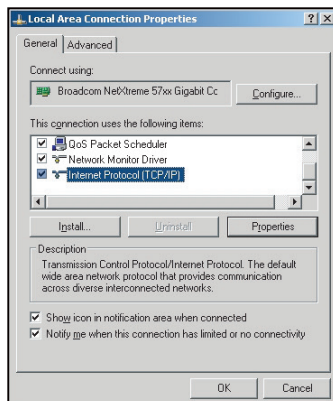 Local Area Connection Properties
General Advanced
Connect using:
Broadcom NetXtreme 57xx Gigabit Cc
Configure...
This connection uses the following items:
QoS Packet Scheduler
Network Monitor Driver
Internet Protocol (TCP/IP)
Install... Uninstall Properties
Description
Transmission Control Protocol/Internet Protocol. The default
wide area network protocol that provides communication
across diverse interconnected networks.
Show icon in notification area when connected
Notify me when this connection has limited or no connectivity
OK Cancel